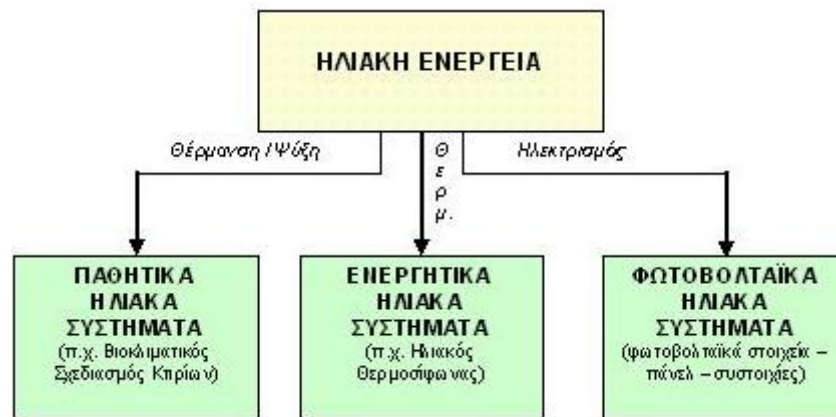 ΗΛΙΑΚΗ ΕΝΕΡΓΕΙΑ
Θέρμανση / Ψύξη
Θερμ.
Ηλεκτρισμός
ΠΑΘΗΤΙΚΑ
ΗΛΙΑΚΑ
ΣΥΣΤΗΜΑΤΑ
(π.χ. Βιοκλιματικός
Σχεδιασμός Κτιρίων)
ΕΝΕΡΓΗΤΙΚΑ
ΗΛΙΑΚΑ
ΣΥΣΤΗΜΑΤΑ
(π.χ. Ηλιακός
Θερμοσίφωνας)
ΦΩΤΟΒΟΛΤΑΪΚΑ
ΗΛΙΑΚΑ
ΣΥΣΤΗΜΑΤΑ
(φωτοβολταϊκά στοιχεία –
πάνελ – συστοιχίες)